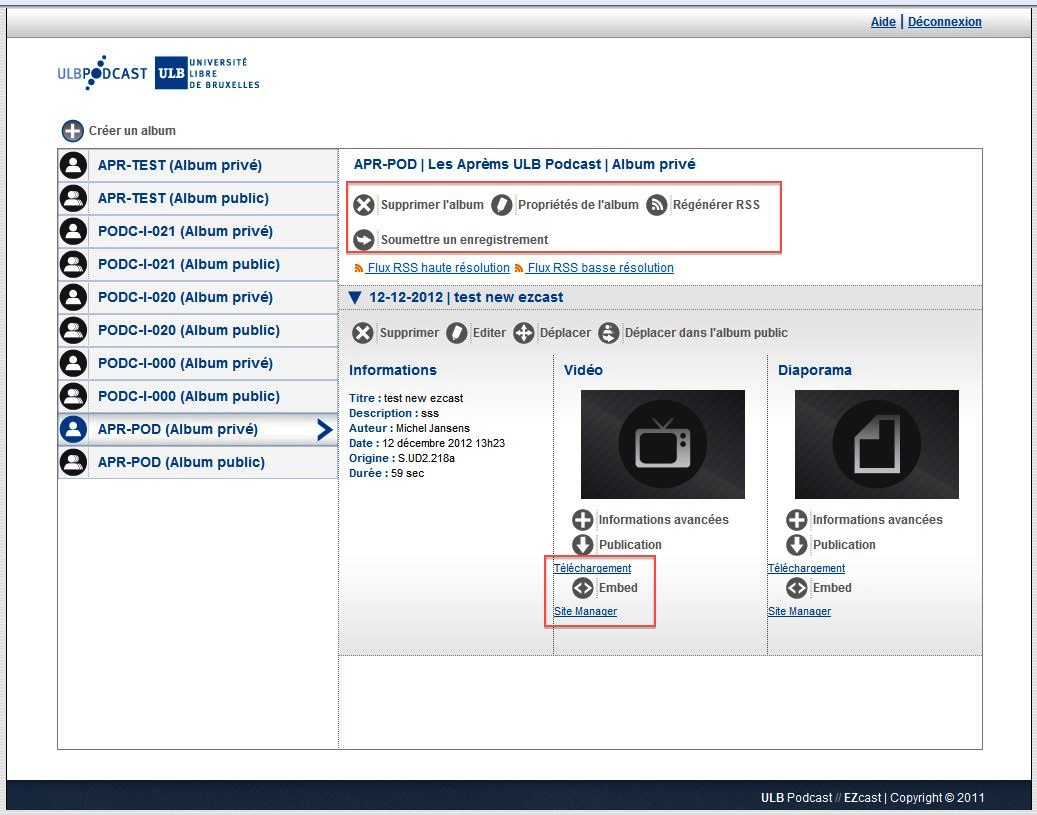 Aide | Déconnexion
ULBPODCAST ULB UNIVERSITÉ
LIBRE
DE BRUXELLES
Créer un album
APR-TEST (Album privé)
APR-TEST (Album public)
PODC-I-021 (Album privé)
PODC-I-021 (Album public)
PODC-I-020 (Album privé)
PODC-I-020 (Album public)
PODC-I-000 (Album privé)
PODC-I-000 (Album public)
APR-POD (Album privé)
APR-POD (Album public)
APR-POD | Les Aprèms ULB Podcast | Album privé
Supprimer l'album Propriétés de l'album Régénérer RSS
Soumettre un enregistrement
Flux RSS haute résolution Flux RSS basse résolution
12-12-2012 | test new ezcast
Supprimer Editer Déplacer Déplacer dans l'album public
Informations
Titre : test new ezcast
Description : sss
Auteur : Michel Jansens
Date : 12 décembre 2012 13h23
Origine : S.UD2.218a
Durée : 59 sec
Vidéo
Informations avancées
Publication
Téléchargement
Embed
Site Manager
Diaporama
Informations avancées
Publication
Téléchargement
Embed
Site Manager
ULB Podcast // EZcast | Copyright © 2011